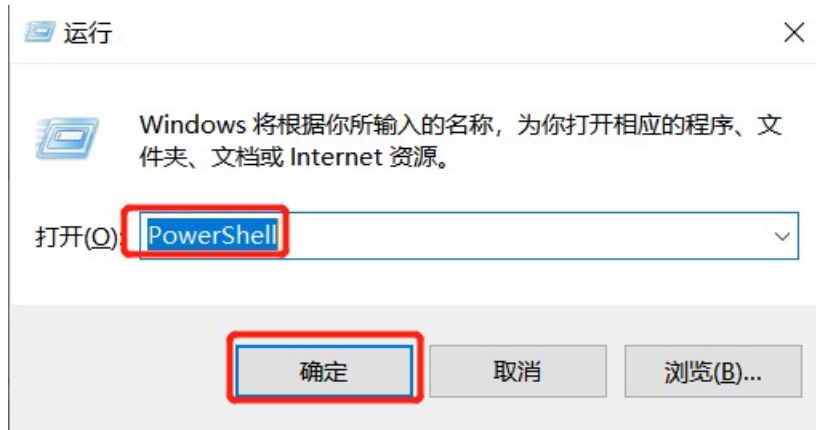 运行
Windows 将根据你所输入的名称，为你打开相应的程序、文
件夹、文档或 Internet 资源。
打开(O): PowerShell
确定 取消 浏览(B)...